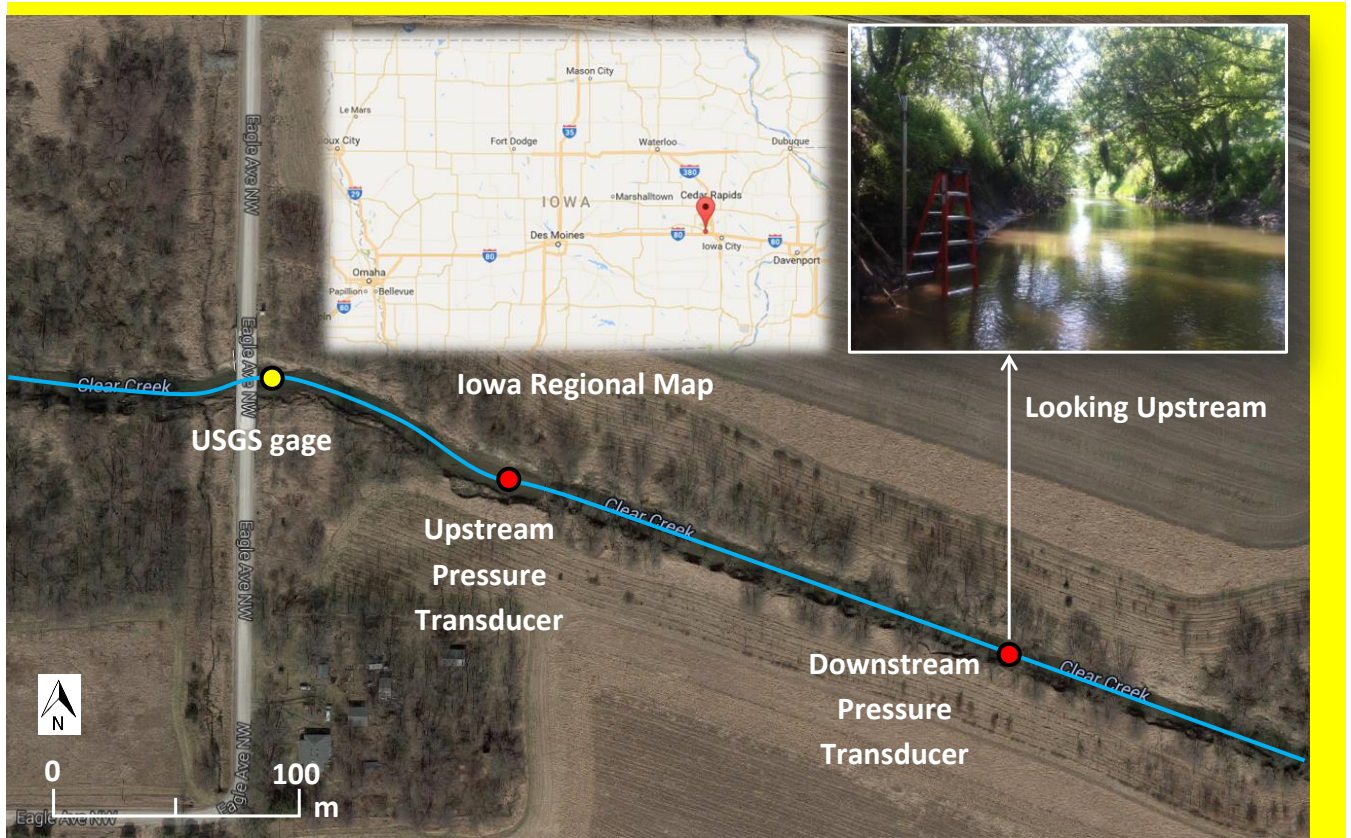 Mason City
Le Mars
oux City
Fort Dodge
Waterloo
Dubuque
35
380
29
IOWA
Marshalltown
Cedar Rapids
Des Moines
80
Iowa City
80
Davenport
80
Omaha
Papillion
Bellevue
80
ln
Eagle Ave NW
Eagle Ave NW
Clear Creek
Iowa Regional Map
Looking Upstream
USGS gage
Clear Creek
Upstream
Pressure
Transducer
Eagle Ave NW
Downstream
Pressure
Transducer
Clear Creek
N
Eagle Ave NW
0
100
m
Eagle Ave NW